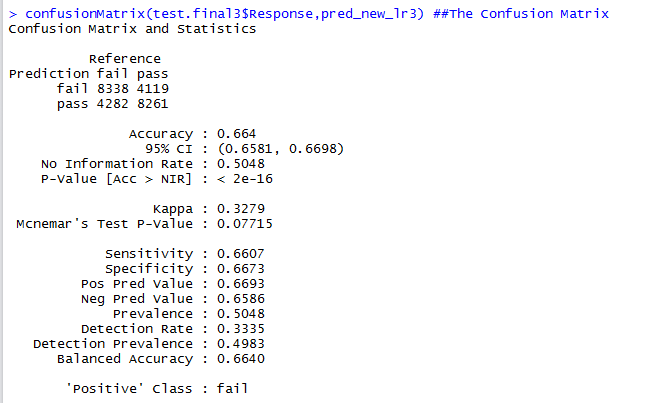 > confusionMatrix(test.final3$Response,pred_new_lr3) ##The Confusion Matrix
Confusion Matrix and Statistics
Reference
Prediction fail pass
fail 8338 4119
pass 4282 8261
Accuracy : 0.664
95% CI : (0.6581, 0.6698)
No Information Rate : 0.5048
P-Value [Acc > NIR] : < 2e-16
Kappa : 0.3279
Mcnemar's Test P-Value : 0.07715
Sensitivity : 0.6607
Specificity : 0.6673
Pos Pred Value : 0.6693
Neg Pred Value : 0.6586
Prevalence : 0.5048
Detection Rate : 0.3335
Detection Prevalence : 0.4983
Balanced Accuracy : 0.6640
'Positive' Class : fail